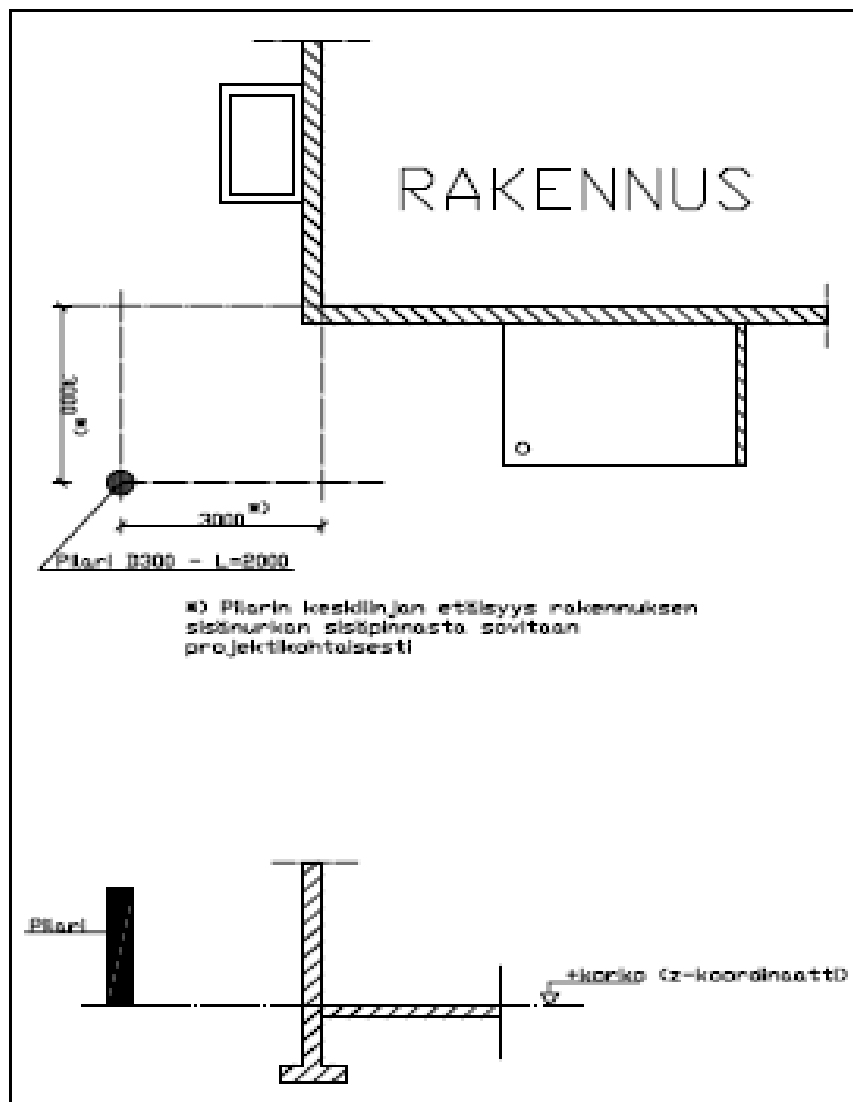 RAKENNUS
3000 *)
3000 *)
Pilari D300 - L=2000
*) Pilarin keskilinjan etäisyys rakennuksen
sisänurkan sisäpinnasta sovitaan
projektikohtaisesti
Pilari
+korko (z-koordinaatti)